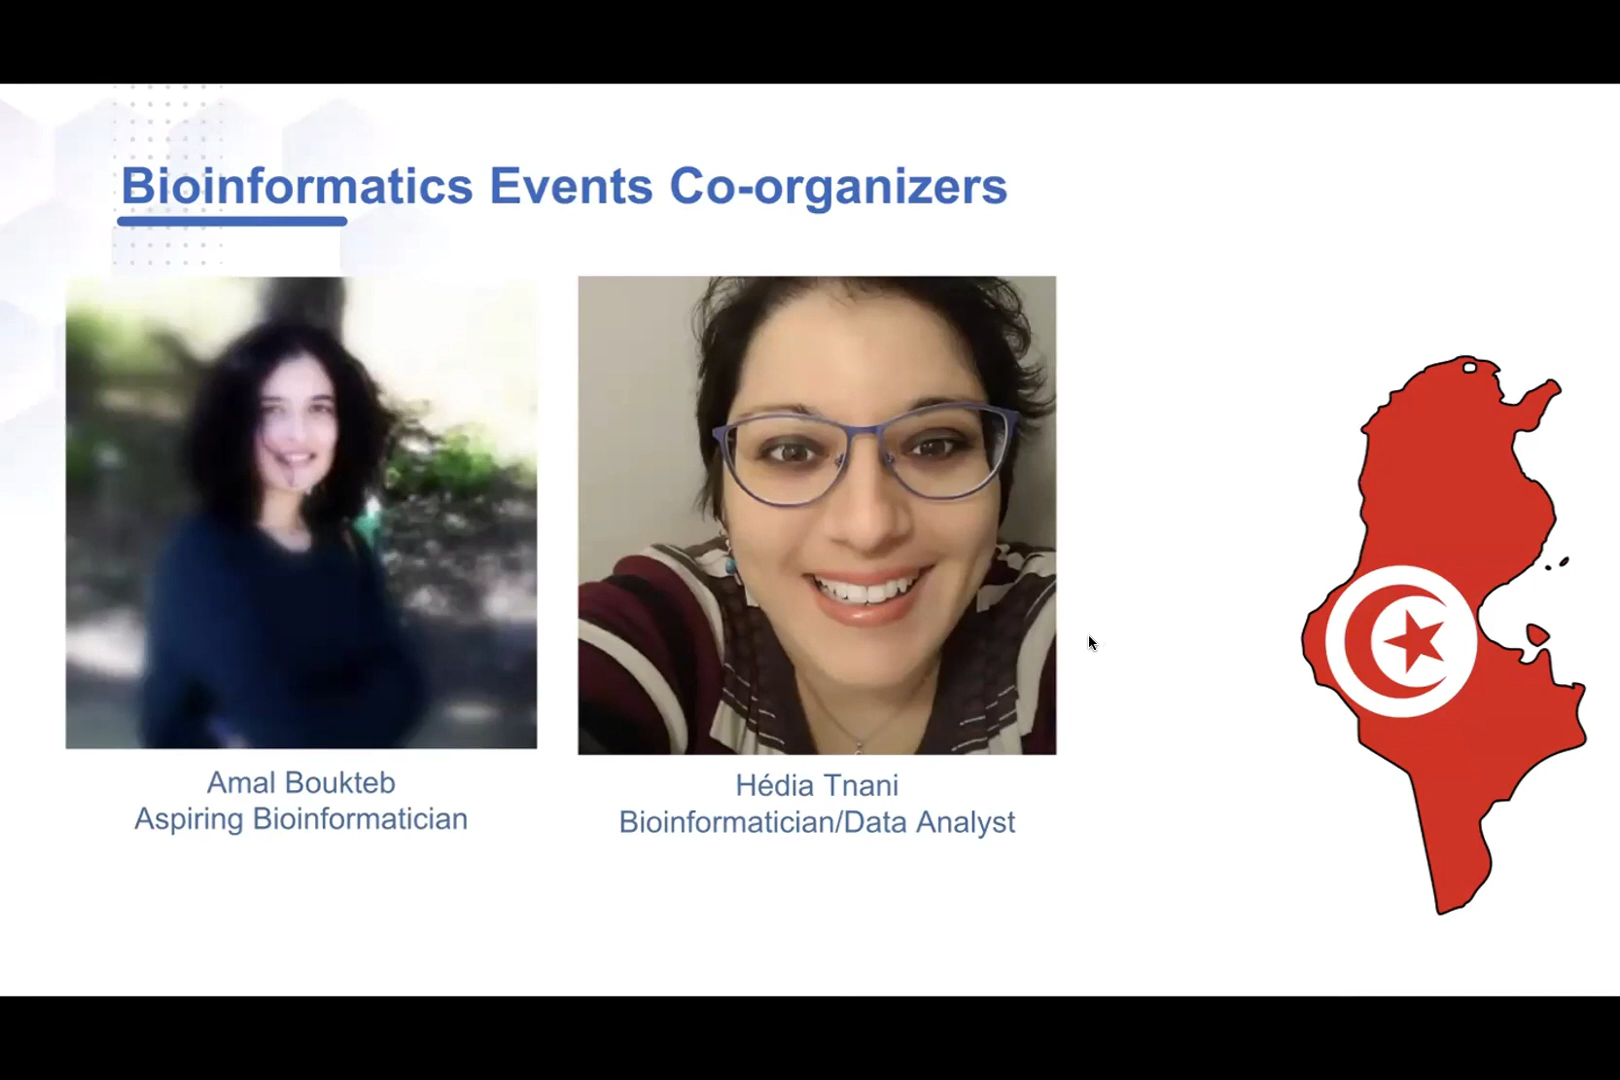 Bioinformatics Events Co-organizers
Amal Boukteb
Aspiring Bioinformatician
Hédia Tnani
Bioinformatician/Data Analyst